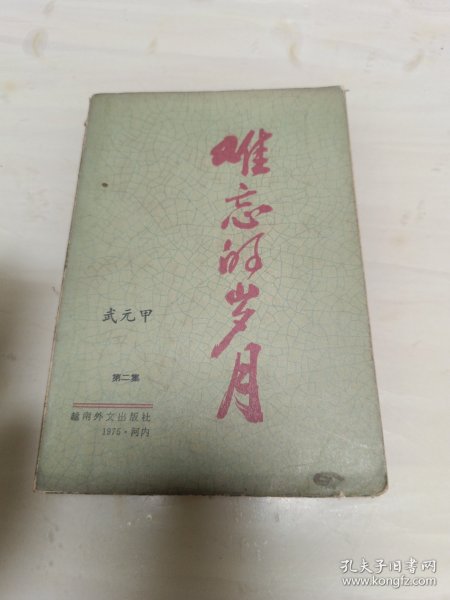 难忘的岁月
武元甲
第二集
越南外文出版社
1975·河内
孔夫子旧书网
www.kongfz.com